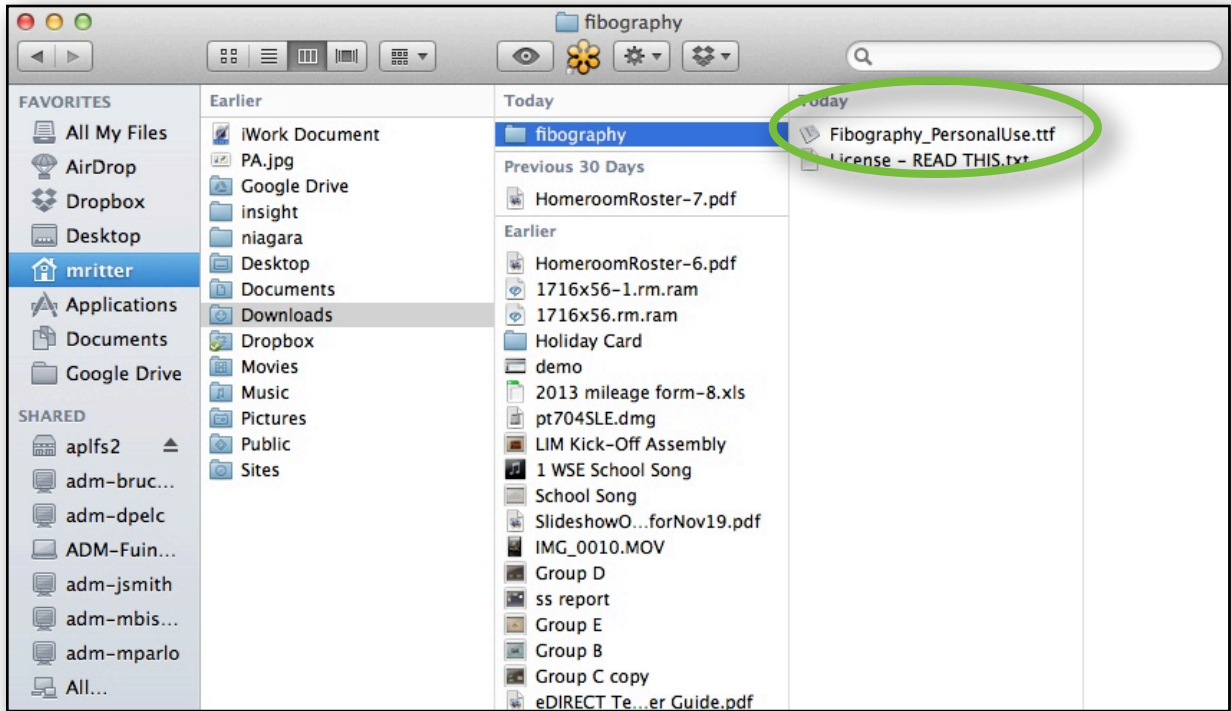 fibography
FAVORITES
All My Files
AirDrop
Dropbox
Desktop
mritter
Applications
Documents
Google Drive
SHARED
aplfs2
adm-bruc...
adm-dpelc
ADM-Fuin...
adm-jsmith
adm-mbis...
adm-mparlo
All...
Earlier
iWork Document
PA.jpg
Google Drive
insight
niagara
Desktop
Documents
Downloads
Dropbox
Movies
Music
Pictures
Public
Sites
Today
fibography
Previous 30 Days
HomeroomRoster-7.pdf
Earlier
HomeroomRoster-6.pdf
1716x56-1.rm.ram
1716x56.rm.ram
Holiday Card
demo
2013 mileage form-8.xls
pt704SLE.dmg
LIM Kick-Off Assembly
1 WSE School Song
School Song
SlideshowO...forNov19.pdf
IMG_0010.MOV
Group D
ss report
Group E
Group B
Group C copy
eDIRECT Te...er Guide.pdf
Today
Fibography_PersonalUse.ttf
License - READ THIS.txt